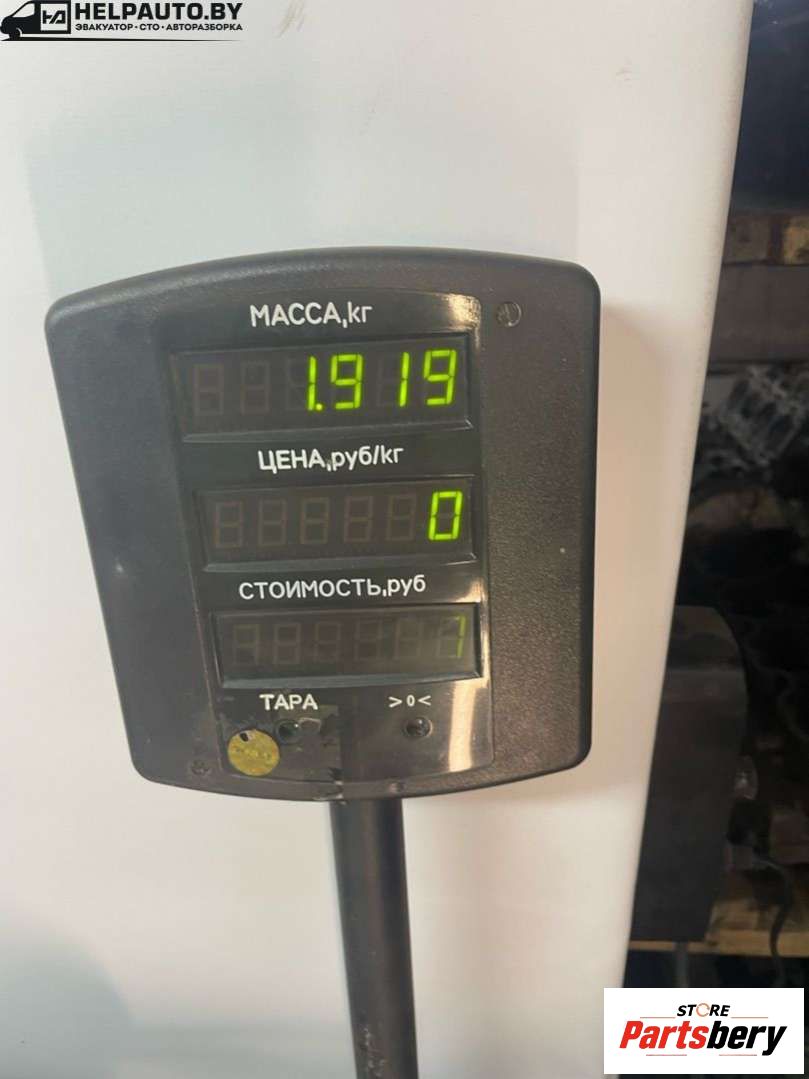 HELPAUTO.BY
ЭВАКУАТОР·СТО·АВТОРАЗБОРКА
МАССА,кг
1.919
ЦЕНА,руб/кг
0
СТОИМОСТЬ,руб
ТАРА >0<
STORE
Partsbery